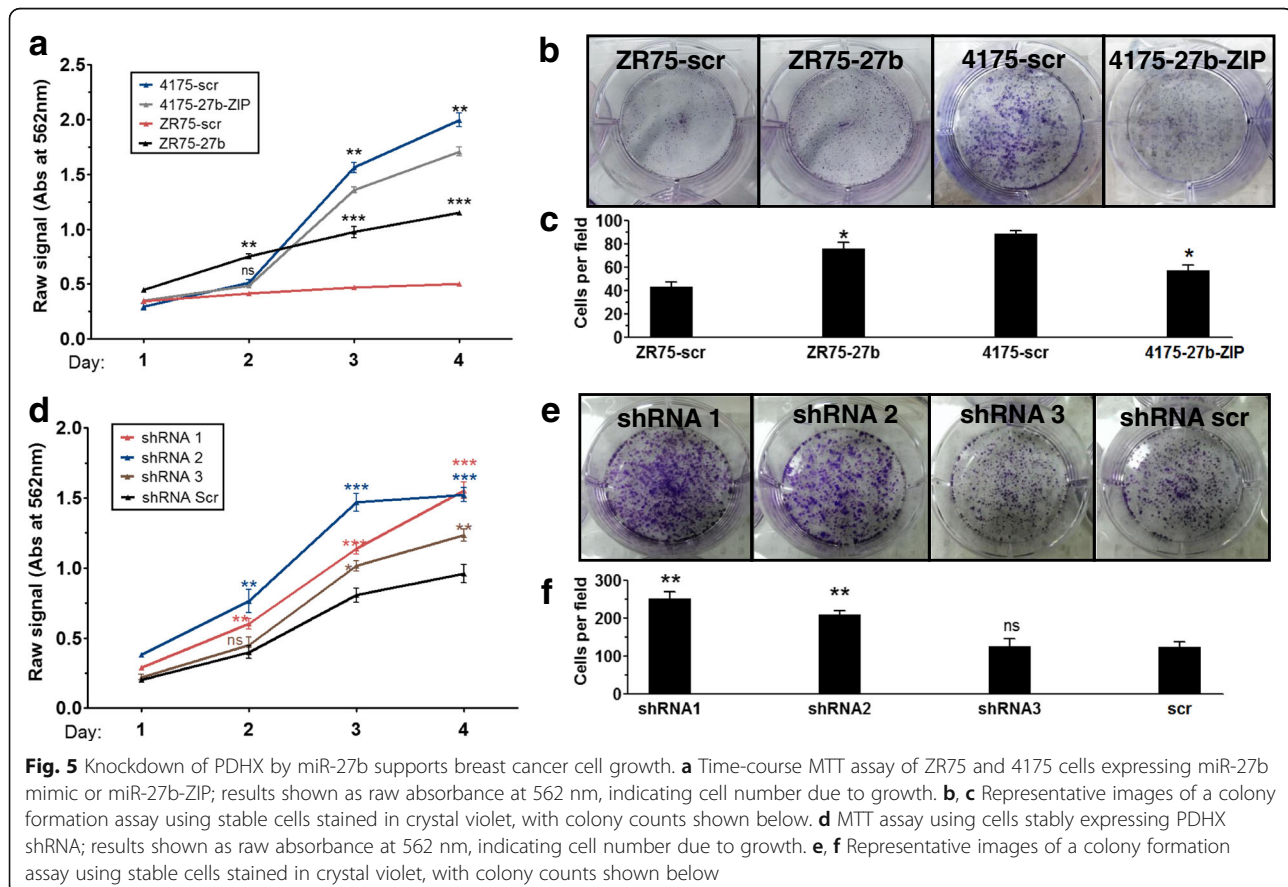 a
2.5
2.0
1.5
1.0
0.5
0.0
Raw signal (Abs at 562nm)
4175-scr
4175-27b-ZIP
ZR75-scr
ZR75-27b
**
**
**
***
***
ns
Day:
1
2
3
4
b
ZR75-scr
ZR75-27b
4175-scr
4175-27b-ZIP
c
100
80
60
40
20
0
Cells per field
*
*
ZR75-scr
ZR75-27b
4175-scr
4175-27b-ZIP
d
2.0
1.5
1.0
0.5
0.0
Raw signal (Abs at 562nm)
shRNA 1
shRNA 2
shRNA 3
shRNA Scr
***
***
***
**
***
*
**
**
ns
Day:
1
2
3
4
e
shRNA 1
shRNA 2
shRNA 3
shRNA scr
f
300
200
100
0
Cells per field
**
**
ns
shRNA1
shRNA2
shRNA3
scr
Fig. 5 Knockdown of PDHX by miR-27b supports breast cancer cell growth. a Time-course MTT assay of ZR75 and 4175 cells expressing miR-27b
mimic or miR-27b-ZIP; results shown as raw absorbance at 562 nm, indicating cell number due to growth. b, c Representative images of a colony
formation assay using stable cells stained in crystal violet, with colony counts shown below. d MTT assay using cells stably expressing PDHX
shRNA; results shown as raw absorbance at 562 nm, indicating cell number due to growth. e, f Representative images of a colony formation
assay using stable cells stained in crystal violet, with colony counts shown below